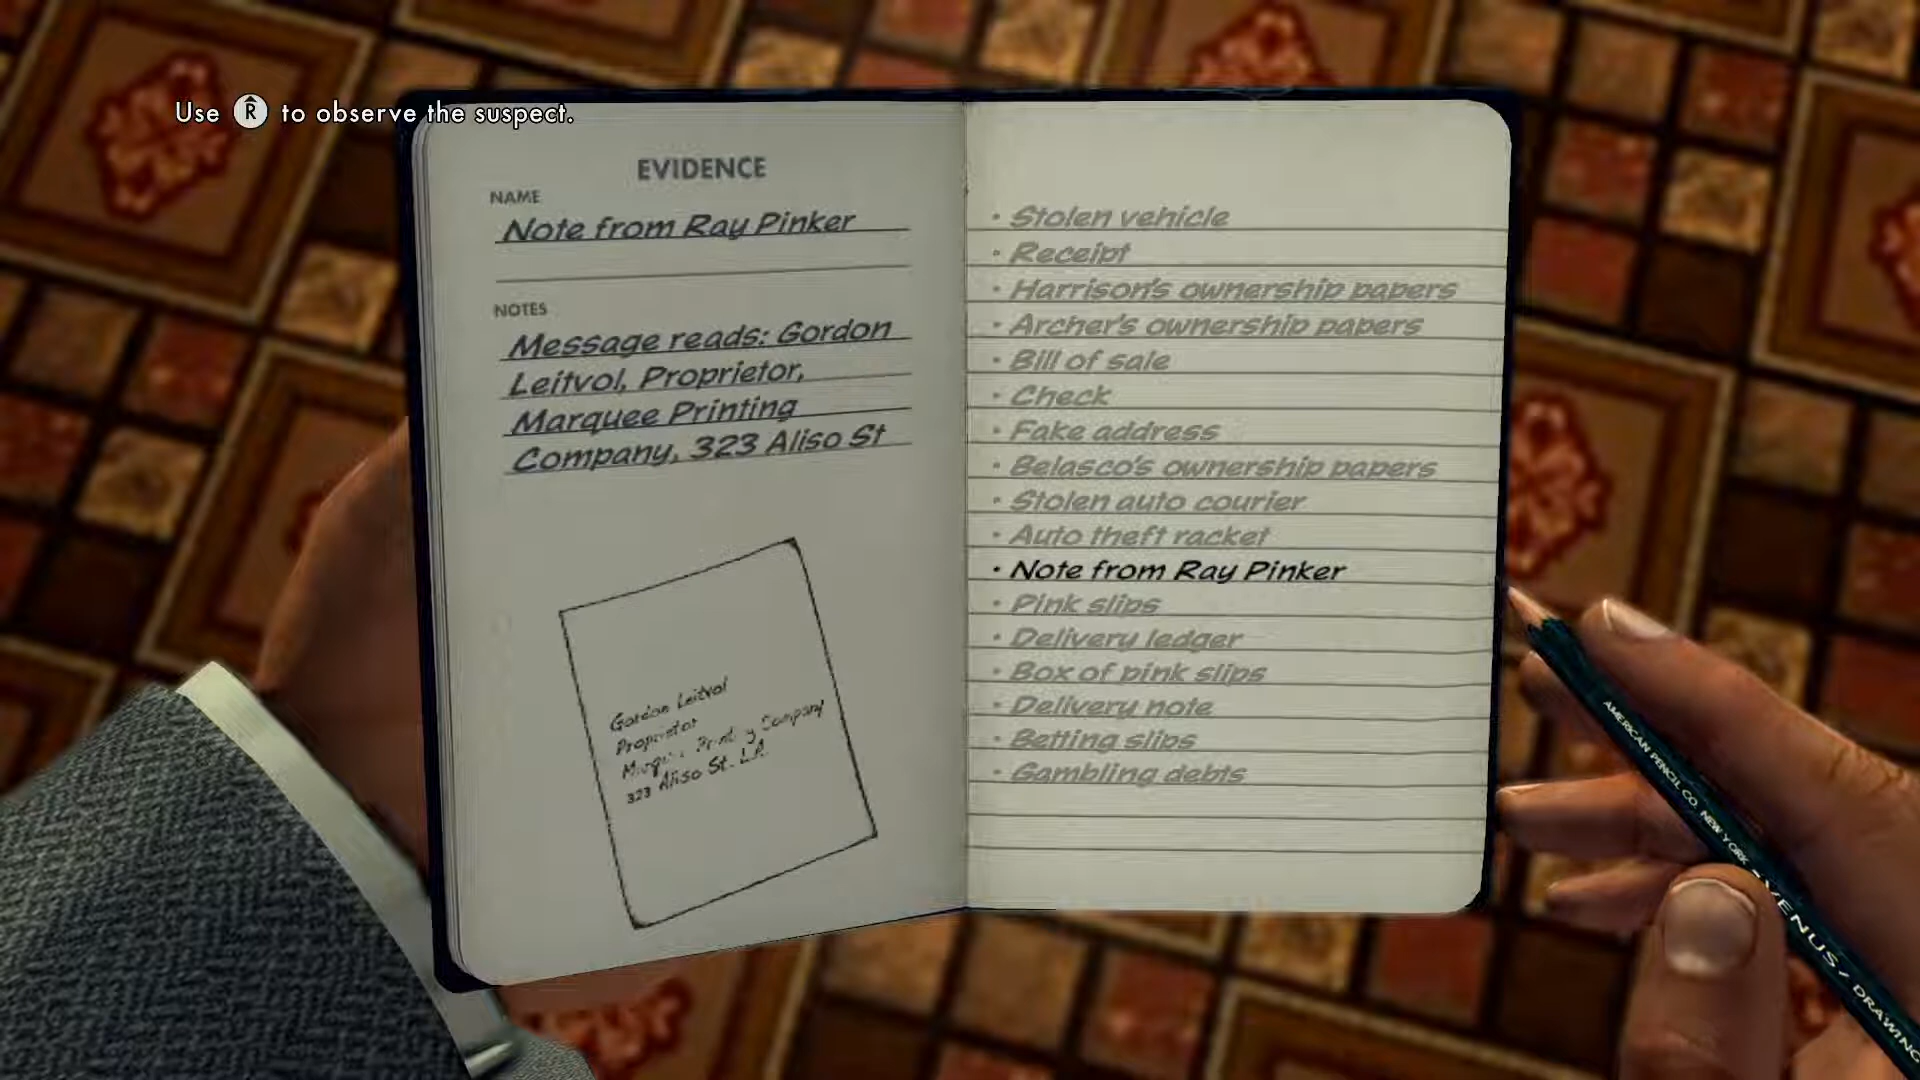 Use R to observe the suspect.
EVIDENCE
NAME
Note from Ray Pinker
NOTES
Message reads: Gordon
Leitvol, Proprietor,
Marquee Printing
Company, 323 Aliso St
Gordon Leitvol
Proprietor
Company
323 Aliso St. L.A.
• Stolen vehicle
• Receipt
• Harrison's ownership papers
• Archer's ownership papers
• Bill of sale
• Check
• Fake address
• Belasco's ownership papers
• Stolen auto courier
• Auto theft racket
• Note from Ray Pinker
• Pink slips
• Delivery ledger
• Box of pink slips
• Delivery note
• Betting slips
• Gambling debts
AMERICAN PENCIL CO. NEW YORK VENUS/DRAWING